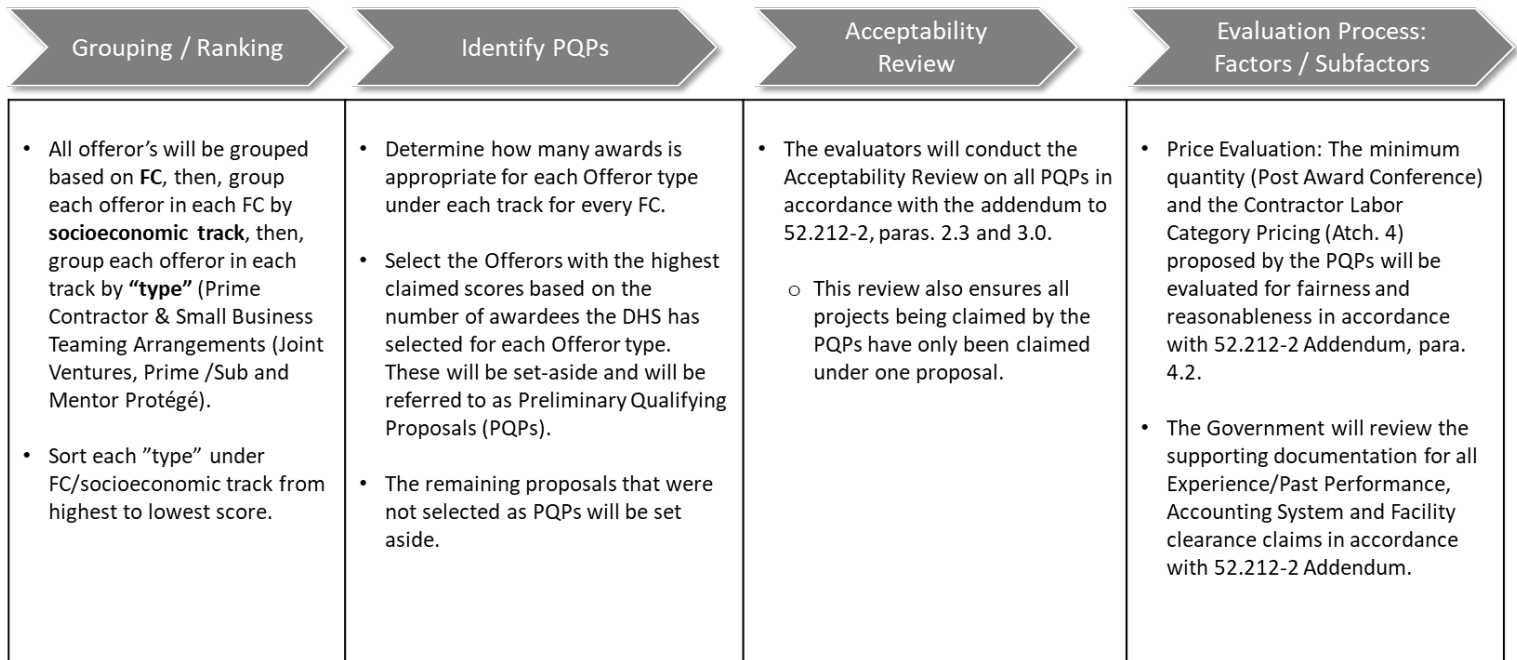 Grouping / Ranking
Identify PQPs
Acceptability
Review
Evaluation Process:
Factors / Subfactors
• All offeror’s will be grouped
based on FC, then, group
each offeror in each FC by
socioeconomic track, then,
group each offeror in each
track by “type” (Prime
Contractor & Small Business
Teaming Arrangements (Joint
Ventures, Prime /Sub and
Mentor Protégé).
• Sort each ”type” under
FC/socioeconomic track from
highest to lowest score.
• Determine how many awards is
appropriate for each Offeror type
under each track for every FC.
• Select the Offerors with the highest
claimed scores based on the
number of awardees the DHS has
selected for each Offeror type.
These will be set-aside and will be
referred to as Preliminary Qualifying
Proposals (PQPs).
• The remaining proposals that were
not selected as PQPs will be set
aside.
• The evaluators will conduct the
Acceptability Review on all PQPs in
accordance with the addendum to
52.212-2, paras. 2.3 and 3.0.
o This review also ensures all
projects being claimed by the
PQPs have only been claimed
under one proposal.
• Price Evaluation: The minimum
quantity (Post Award Conference)
and the Contractor Labor
Category Pricing (Atch. 4)
proposed by the PQPs will be
evaluated for fairness and
reasonableness in accordance
with 52.212-2 Addendum, para.
4.2.
• The Government will review the
supporting documentation for all
Experience/Past Performance,
Accounting System and Facility
clearance claims in accordance
with 52.212-2 Addendum.